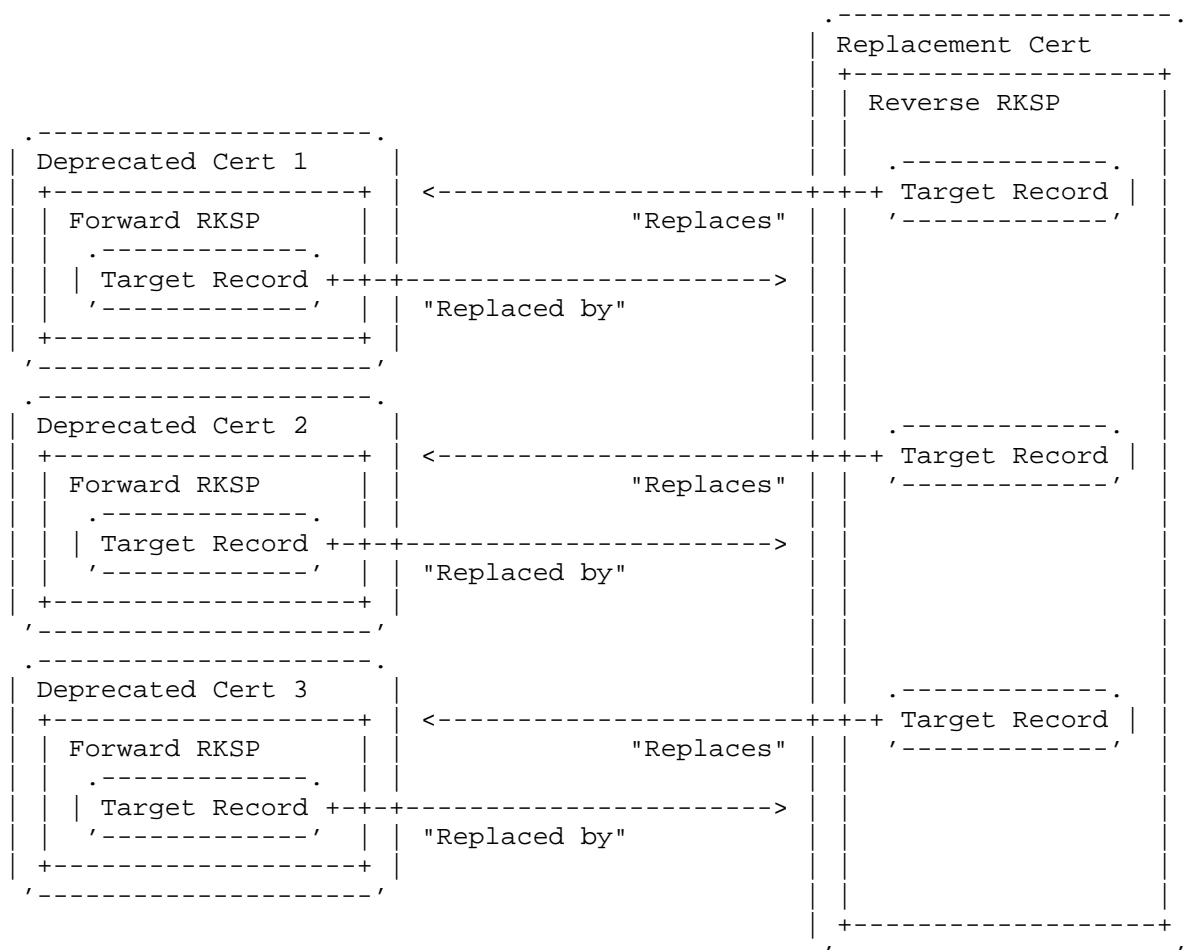 Replacement Cert
Reverse RKSP
Deprecated Cert 1
Target Record
Forward RKSP "Replaces"
Target Record
"Replaced by"
Deprecated Cert 2
Target Record
Forward RKSP "Replaces"
Target Record
"Replaced by"
Deprecated Cert 3
Target Record
Forward RKSP "Replaces"
Target Record
"Replaced by"